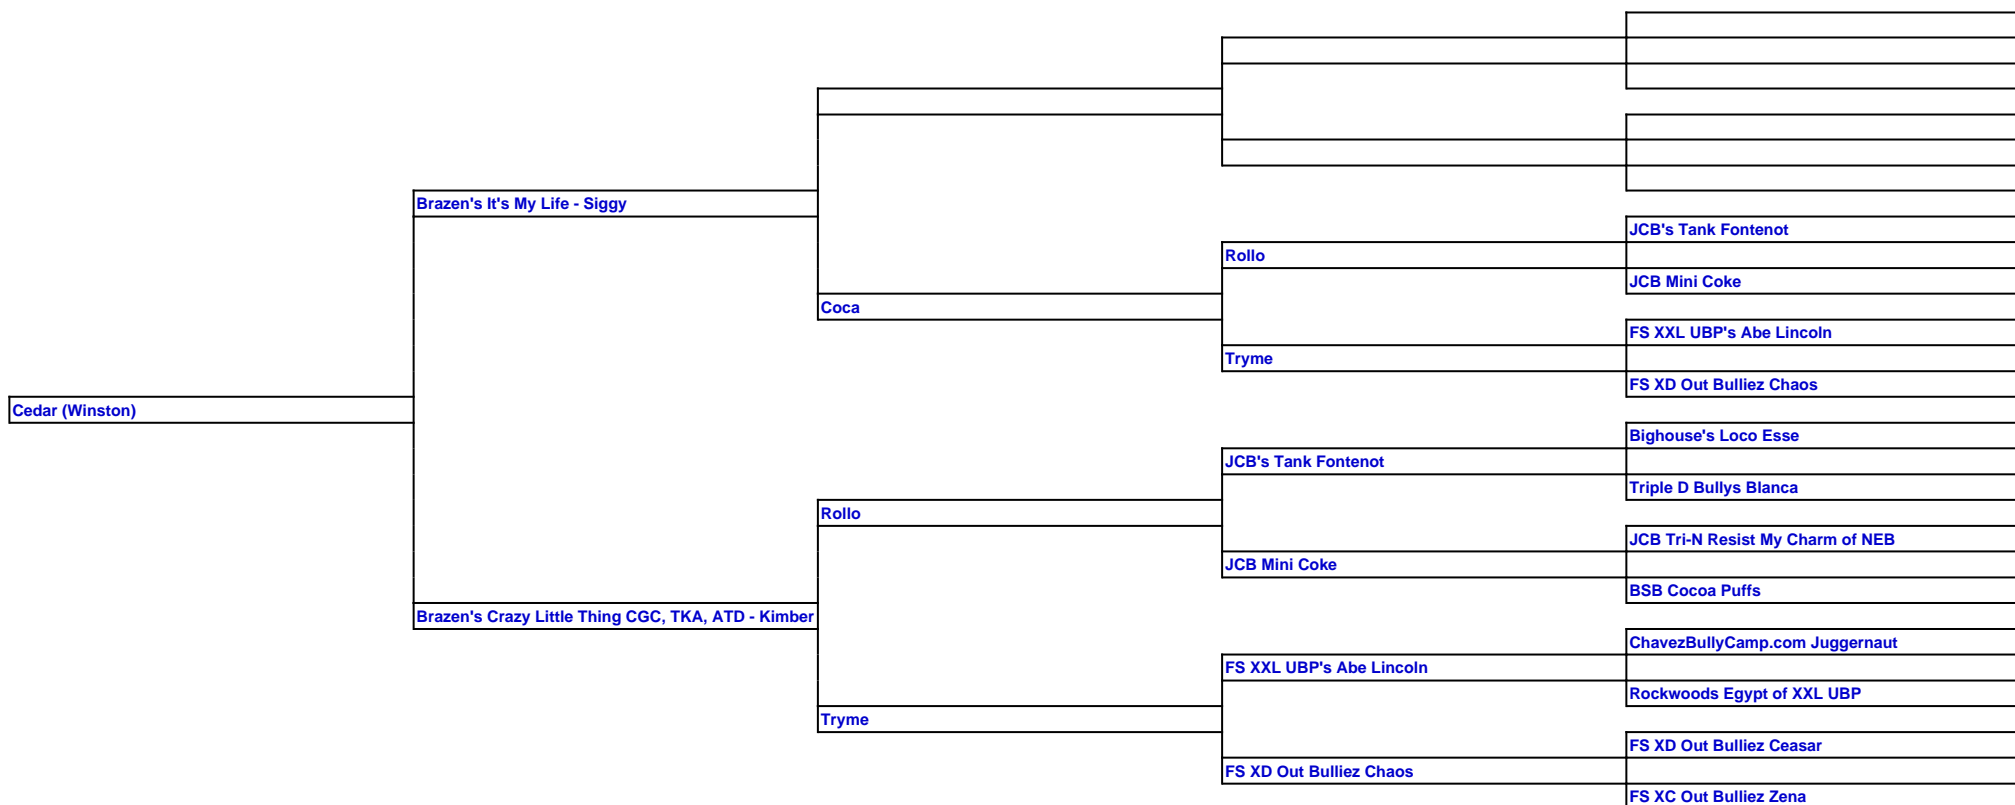 JCB's Tank Fontenot
Rollo
JCB Mini Coke
Brazen's It's My Life - Siggy
Coca
FS XXL UBP's Abe Lincoln
Tryme
FS XD Out Bulliez Chaos
Cedar (Winston)
Bighouse's Loco Esse
JCB's Tank Fontenot
Triple D Bullys Blanca
Rollo
JCB Tri-N Resist My Charm of NEB
JCB Mini Coke
BSB Cocoa Puffs
Brazen's Crazy Little Thing CGC, TKA, ATD - Kimber
ChavezBullyCamp.com Juggernaut
FS XXL UBP's Abe Lincoln
Rockwoods Egypt of XXL UBP
Tryme
FS XD Out Bulliez Ceasar
FS XD Out Bulliez Chaos
FS XC Out Bulliez Zena